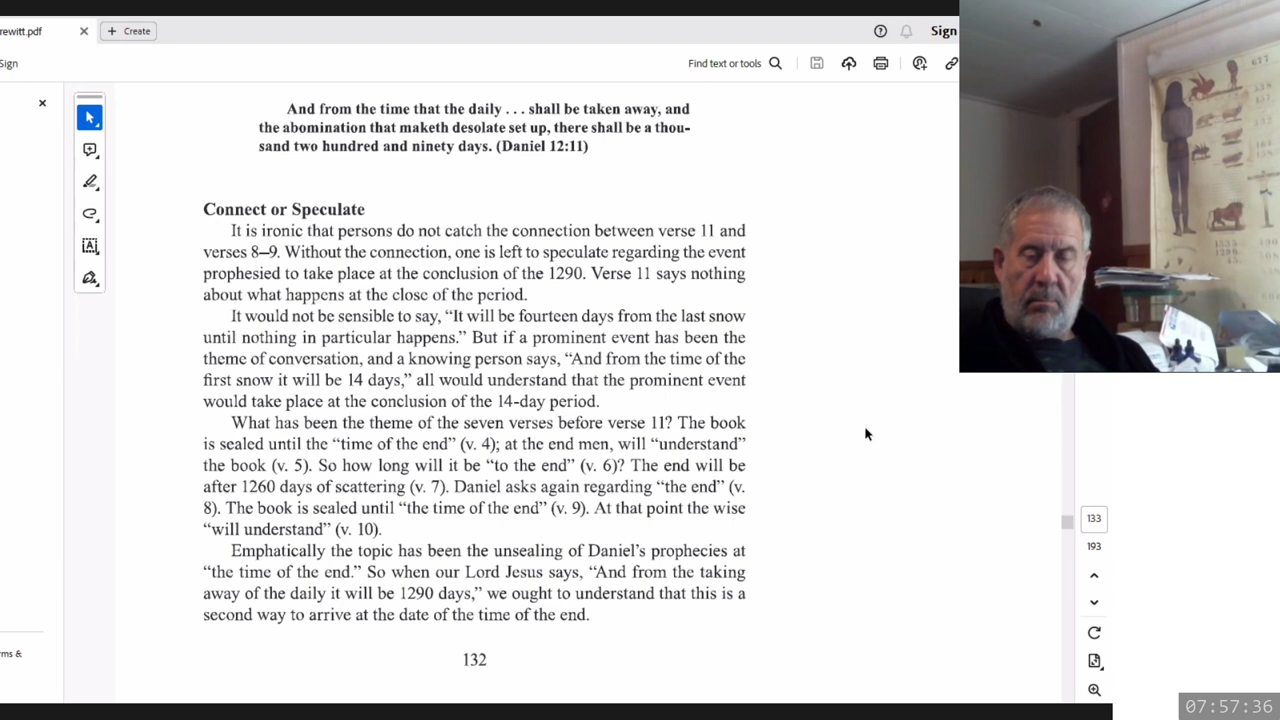 rewitt.pdf
Create
Sign
Sign
Find text or tools
And from the time that the daily . . . shall be taken away, and
the abomination that maketh desolate set up, there shall be a thou-
sand two hundred and ninety days. (Daniel 12:11)
Connect or Speculate
It is ironic that persons do not catch the connection between verse 11 and
verses 8–9. Without the connection, one is left to speculate regarding the event
prophesied to take place at the conclusion of the 1290. Verse 11 says nothing
about what happens at the close of the period.
It would not be sensible to say, “It will be fourteen days from the last snow
until nothing in particular happens.” But if a prominent event has been the
theme of conversation, and a knowing person says, “And from the time of the
first snow it will be 14 days,” all would understand that the prominent event
would take place at the conclusion of the 14-day period.
What has been the theme of the seven verses before verse 11? The book
is sealed until the “time of the end” (v. 4); at the end men, will “understand”
the book (v. 5). So how long will it be “to the end” (v. 6)? The end will be
after 1260 days of scattering (v. 7). Daniel asks again regarding “the end” (v.
8). The book is sealed until “the time of the end” (v. 9). At that point the wise
“will understand” (v. 10).
Emphatically the topic has been the unsealing of Daniel’s prophecies at
“the time of the end.” So when our Lord Jesus says, “And from the taking
away of the daily it will be 1290 days,” we ought to understand that this is a
second way to arrive at the date of the time of the end.
132
133
193
rms &
07:57:36